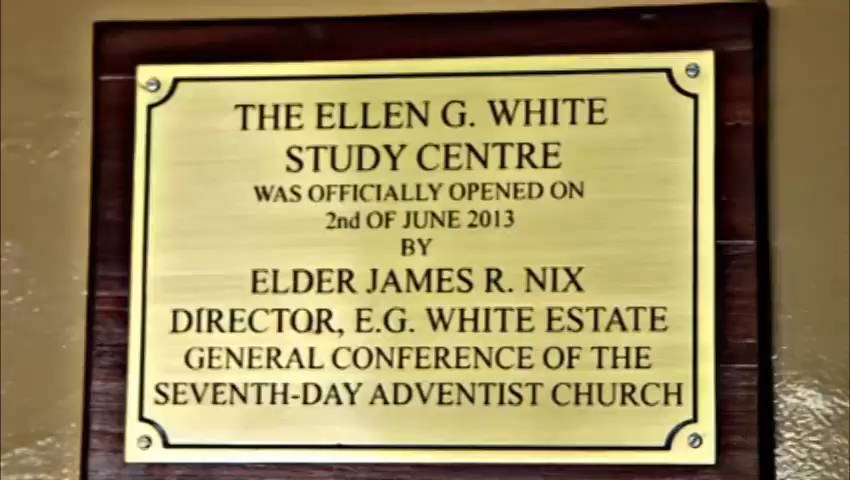 THE ELLEN G. WHITE
STUDY CENTRE
WAS OFFICIALLY OPENED ON
2nd OF JUNE 2013
BY
ELDER JAMES R. NIX
DIRECTOR, E.G. WHITE ESTATE
GENERAL CONFERENCE OF THE
SEVENTH-DAY ADVENTIST CHURCH